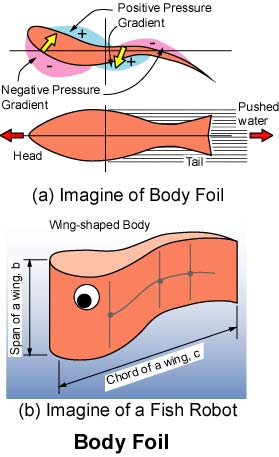 Positive Pressure
Gradient
-
+
+
-
Negative Pressure
Gradient
Pushed
water
Head
Tail
(a) Imagine of Body Foil
Wing-shaped Body
Span of a wing, b
Chord of a wing, c
(b) Imagine of a Fish Robot
Body Foil